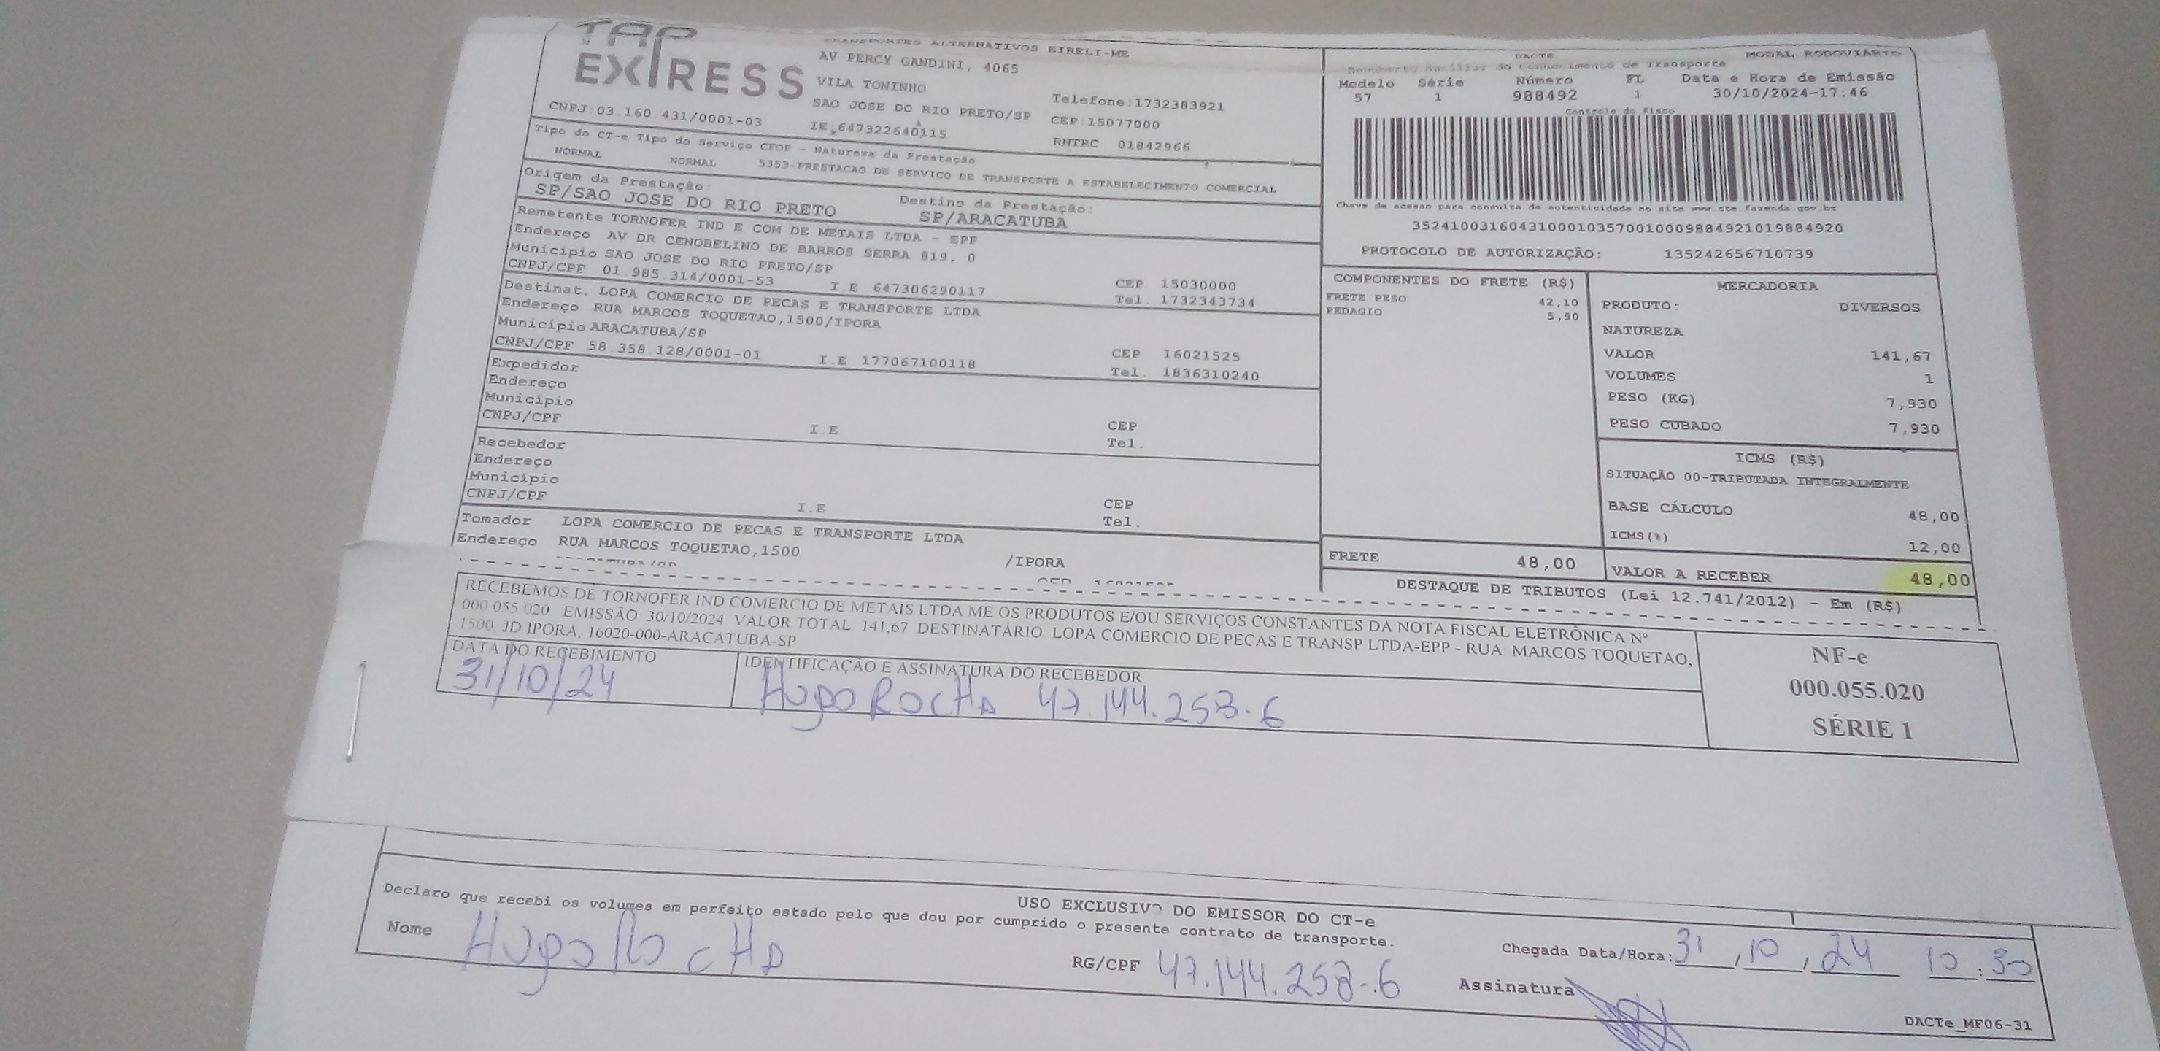 TAP
EXPRESS
TRANSPORTES ALTERNATIVOS EIRELI-ME
AV PERCY GANDINI, 4065
VILA TONINHO
SAO JOSE DO RIO PRETO/SP
Telefone:1732383921
CEP:15077000
CNPJ:03.160.431/0001-03
IE.647322640115
RNTRC 01842966
Tipo do CT-e Tipo do Serviço CFOP - Natureza da Prestação
NORMAL NORMAL 5353-PRESTACAO DE SERVICO DE TRANSPORTE A ESTABELECIMENTO COMERCIAL
Origem da Prestação: Destino da Prestação:
SP/SAO JOSE DO RIO PRETO SP/ARACATUBA
Remetente TORNOFER IND E COM DE METAIS LTDA - EPP
Endereço AV DR CENOBELINO DE BARROS SERRA 819, 0
Município SAO JOSE DO RIO PRETO/SP CEP 15030000
CNPJ/CPF 01.985.314/0001-53 I.E 647306290117 Tel. 1732343734
Destinat. LOPA COMERCIO DE PECAS E TRANSPORTE LTDA
Endereço RUA MARCOS TOQUETAO,1500/IPORA
Município ARACATUBA/SP CEP 16021525
CNPJ/CPF 58.358.128/0001-01 I.E 177067100118 Tel. 1836310240
Expedidor
Endereço
Município CEP
CNPJ/CPF I.E Tel.
Recebedor
Endereço
Município CEP
CNPJ/CPF I.E Tel.
Tomador LOPA COMERCIO DE PECAS E TRANSPORTE LTDA
Endereço RUA MARCOS TOQUETAO,1500 /IPORA
DACTE MODAL RODOVIÁRIO
Documento Auxiliar do Conhecimento de Transporte
Modelo Série Número FL Data e Hora de Emissão
57 1 988492 1 30/10/2024-17:46
Controle do Fisco
Chave de acesso para consulta de autenticidade no site www.cte.fazenda.gov.br
35241003160431000103570010009884921019884920
PROTOCOLO DE AUTORIZAÇÃO: 135242656710739
COMPONENTES DO FRETE (R$)
FRETE PESO 42,10
PEDAGIO 5,90
FRETE 48,00
MERCADORIA
PRODUTO: DIVERSOS
NATUREZA
VALOR 141,67
VOLUMES 1
PESO (KG) 7,930
PESO CUBADO 7,930
ICMS (R$)
SITUAÇÃO 00-TRIBUTADA INTEGRALMENTE
BASE CÁLCULO 48,00
ICMS(%) 12,00
VALOR A RECEBER 48,00
DESTAQUE DE TRIBUTOS (Lei 12.741/2012) - Em (R$)
RECEBEMOS DE TORNOFER IND COMERCIO DE METAIS LTDA ME OS PRODUTOS E/OU SERVIÇOS CONSTANTES DA NOTA FISCAL ELETRÔNICA Nº
000.055.020 EMISSÃO: 30/10/2024 VALOR TOTAL 141,67 DESTINATÁRIO: LOPA COMERCIO DE PECAS E TRANSP LTDA-EPP - RUA: MARCOS TOQUETAO,
1500, JD IPORA, 16020-000-ARACATUBA-SP
DATA DO RECEBIMENTO
31/10/24
IDENTIFICAÇÃO E ASSINATURA DO RECEBEDOR
HUGO ROCHA 47.144.258-6
NF-e
000.055.020
SÉRIE 1
USO EXCLUSIVO DO EMISSOR DO CT-e
Declaro que recebi os volumes em perfeito estado pelo que dou por cumprido o presente contrato de transporte.
Nome HUGO ROCHA
RG/CPF 47.144.258-6
Chegada Data/Hora: 31,10,24 10:30
Assinatura
DACTe_MF06-31